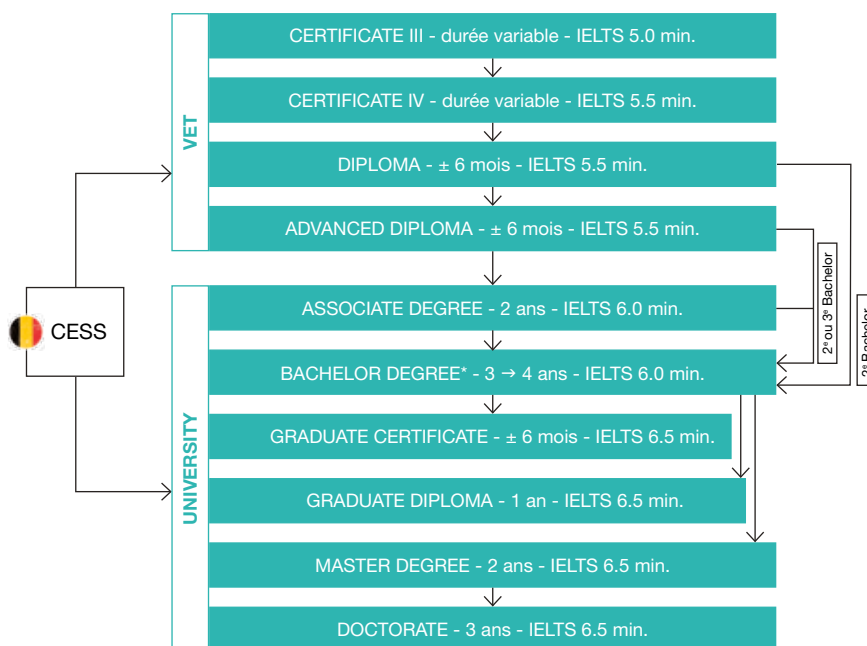 CERTIFICATE III - durée variable - IELTS 5.0 min.
CERTIFICATE IV - durée variable - IELTS 5.5 min.
VET
DIPLOMA - ± 6 mois - IELTS 5.5 min.
ADVANCED DIPLOMA - ± 6 mois - IELTS 5.5 min.
CESS
ASSOCIATE DEGREE - 2 ans - IELTS 6.0 min.
2e ou 3e Bachelor
2e Bachelor
BACHELOR DEGREE* - 3 → 4 ans - IELTS 6.0 min.
UNIVERSITY
GRADUATE CERTIFICATE - ± 6 mois - IELTS 6.5 min.
GRADUATE DIPLOMA - 1 an - IELTS 6.5 min.
MASTER DEGREE - 2 ans - IELTS 6.5 min.
DOCTORATE - 3 ans - IELTS 6.5 min.